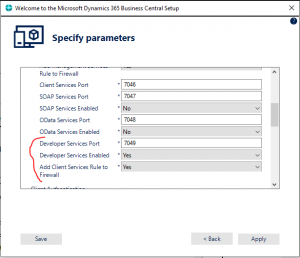 Welcome to the Microsoft Dynamics 365 Business Central Setup
Specify parameters
Rule to Firewall
Client Services Port * 7046
SOAP Services Port * 7047
SOAP Services Enabled * No
OData Services Port * 7048
OData Services Enabled * No
Developer Services Port * 7049
Developer Services Enabled * Yes
Add Client Services Rule to * Yes
Firewall
Client Authentication
Save < Back Apply